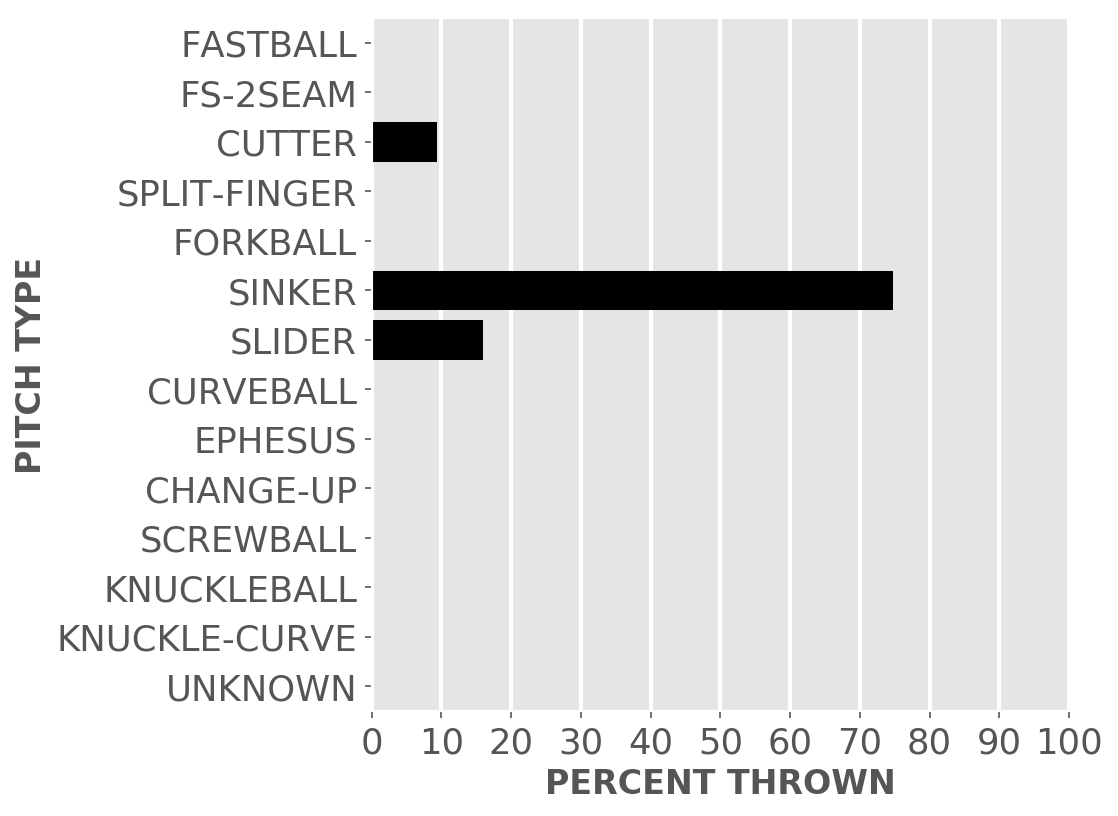 FASTBALL
FS-2SEAM
CUTTER
SPLIT-FINGER
FORKBALL
SINKER
SLIDER
CURVEBALL
EPHESUS
CHANGE-UP
SCREWBALL
KNUCKLEBALL
KNUCKLE-CURVE
UNKNOWN
PITCH TYPE
0 10 20 30 40 50 60 70 80 90 100
PERCENT THROWN